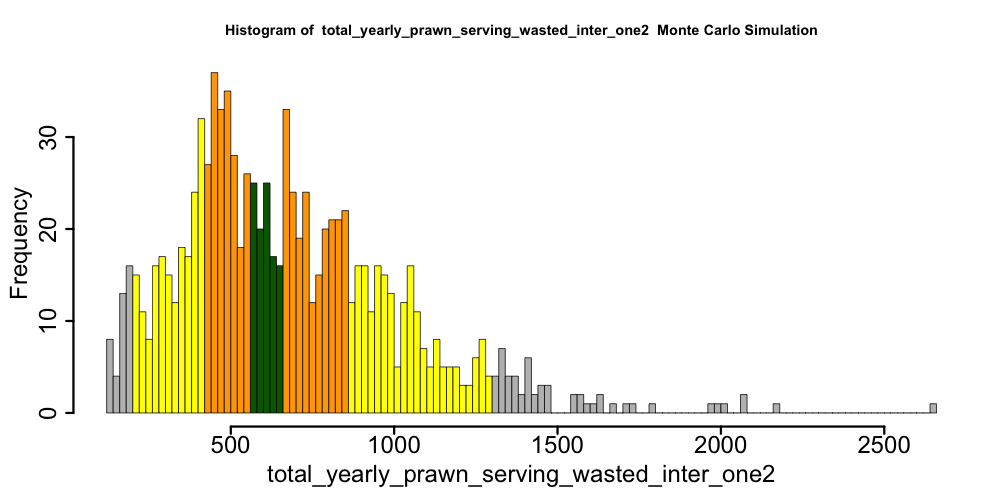 Histogram of  total_yearly_prawn_serving_wasted_inter_one2  Monte Carlo Simulation
Frequency
30
20
10
0
500 1000 1500 2000 2500
total_yearly_prawn_serving_wasted_inter_one2